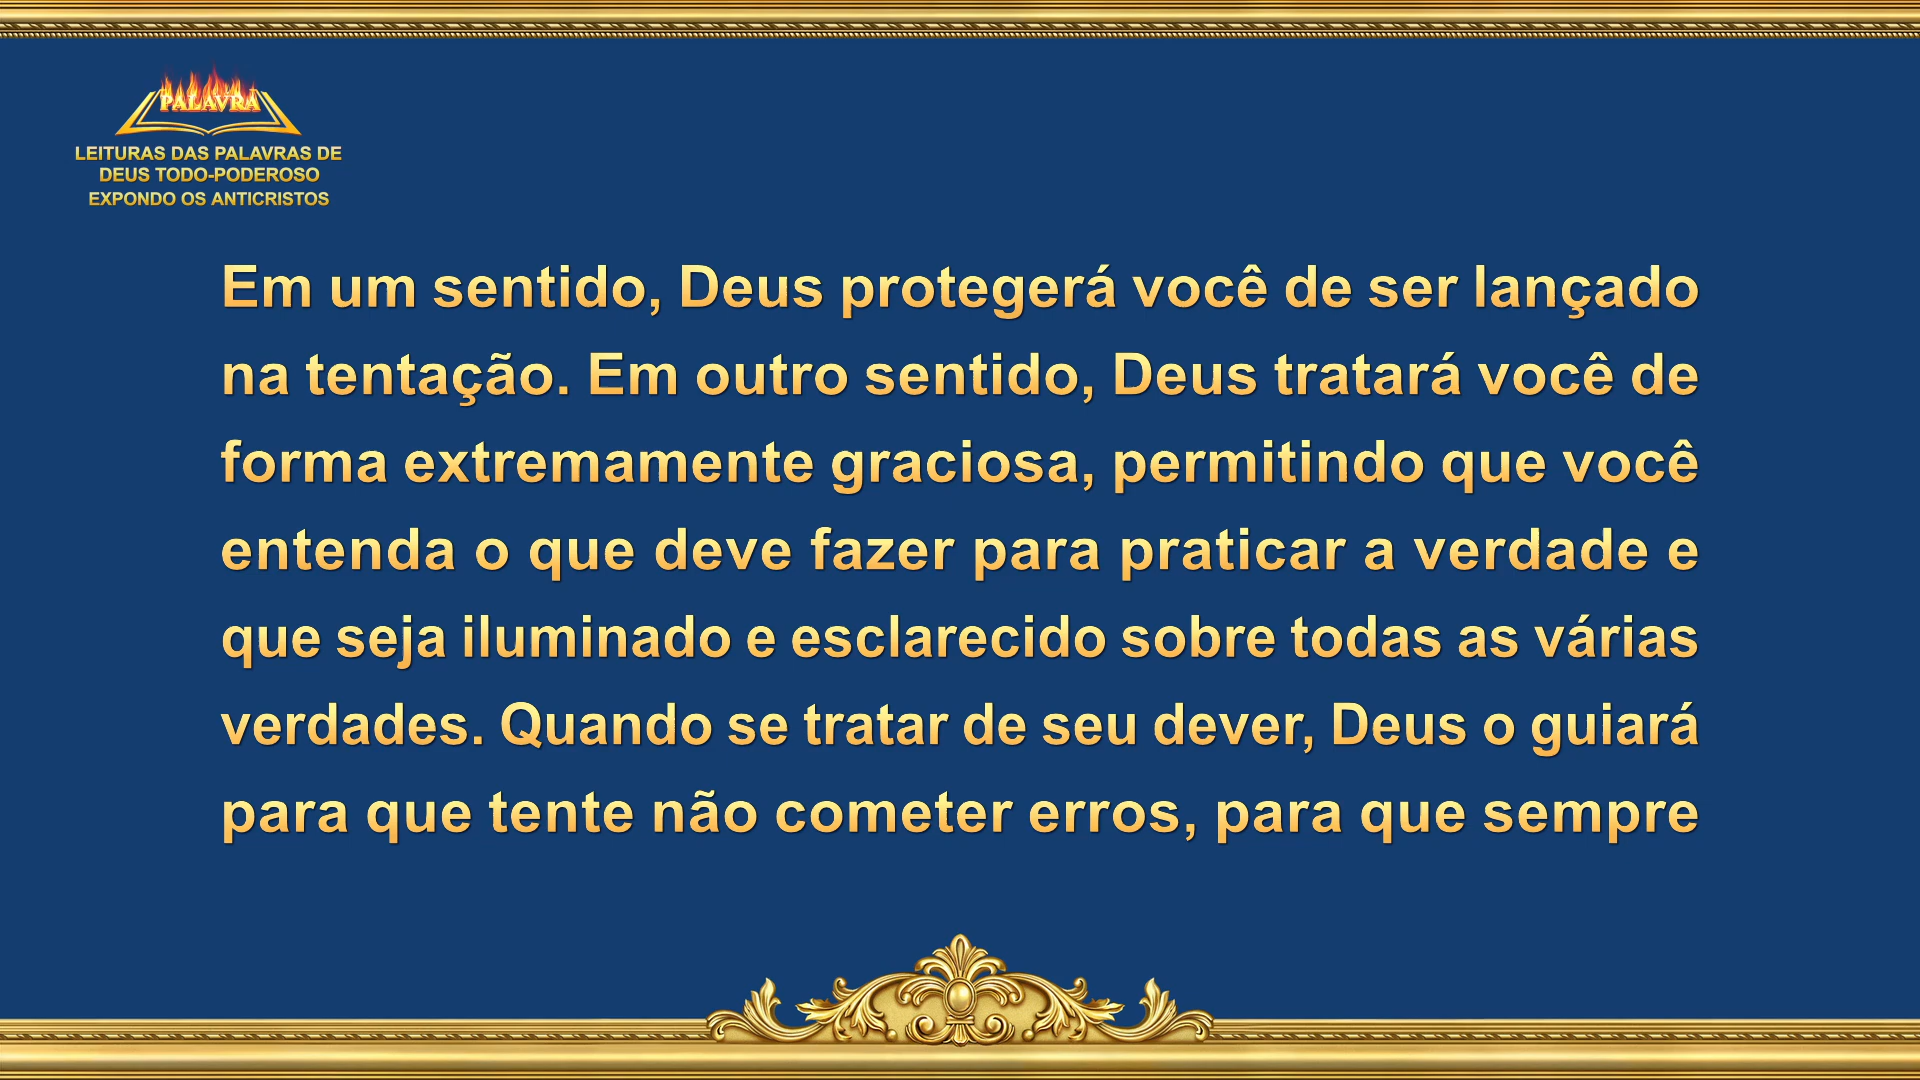 PALAVRA
LEITURAS DAS PALAVRAS DE
DEUS TODO-PODEROSO
EXPONDO OS ANTICRISTOS
Em um sentido, Deus protegerá você de ser lançado
na tentação. Em outro sentido, Deus tratará você de
forma extremamente graciosa, permitindo que você
entenda o que deve fazer para praticar a verdade e
que seja iluminado e esclarecido sobre todas as várias
verdades. Quando se tratar de seu dever, Deus o guiará
para que tente não cometer erros, para que sempre